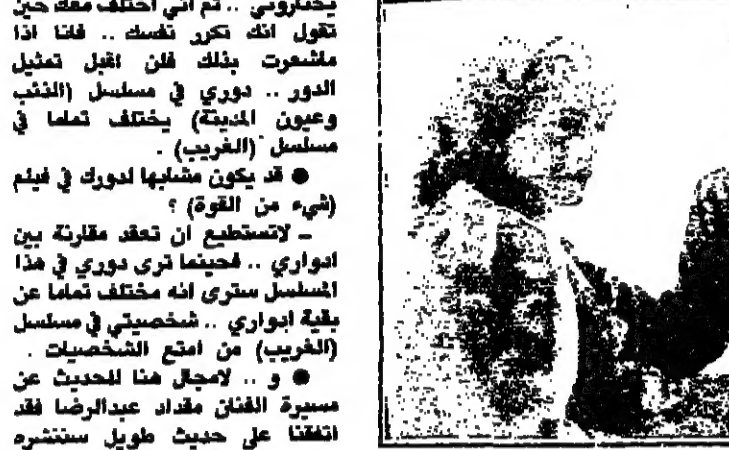 يختاروني .. ثم اني اختلف معك حين
تقول انك تكرر نفسك .. فانا اذا
ماشعرت بذلك فلن اقبل تمثيل
الدور .. دوري في مسلسل (الذئب
وعيون المدينة) يختلف تماما في
مسلسل (الغريب) .
● قد يكون مشابها لدورك في فيلم
(شيء من القوة) ؟
ـ لاتستطيع ان تعقد مقارنة بين
ادواري .. فحينما ترى دوري في هذا
المسلسل سترى انه مختلف تماما عن
بقية ادواري .. شخصيتي في مسلسل
(الغريب) من امتع الشخصيات .
● و .. لامجال هنا للحديث عن
مسيرة الفنان مقداد عبدالرضا فقد
اتفقنا على حديث طويل سننشره